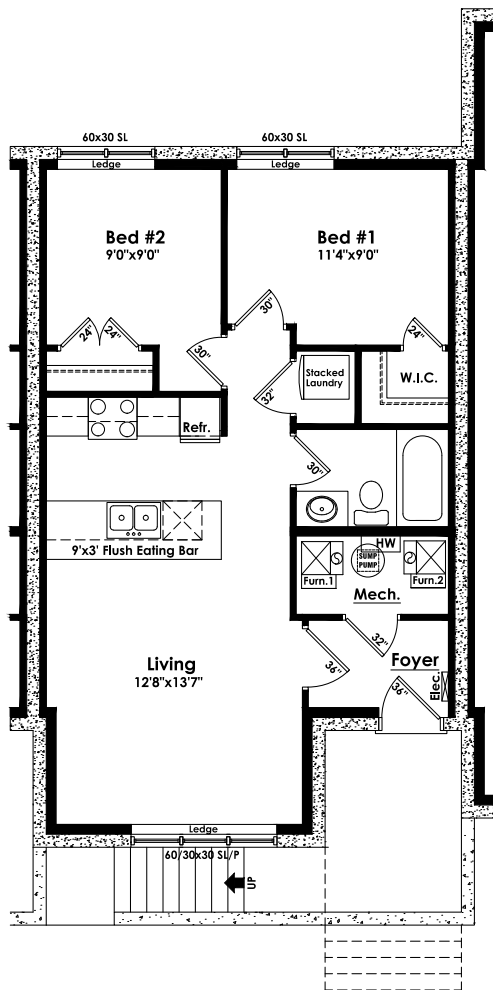 60x30 SL
60x30 SL
Ledge
Ledge
Bed #2
9'0"x9'0"
Bed #1
11'4"x9'0"
24"
24"
30"
30"
24"
32"
Stacked
Laundry
W.I.C.
Refr.
30"
9'x3' Flush Eating Bar
HW
SUMP
PUMP
Furn.1
Furn.2
Mech.
32"
36"
Foyer
Living
12'8"x13'7"
Elec.
36"
Ledge
60/30x30 SL/P
UP